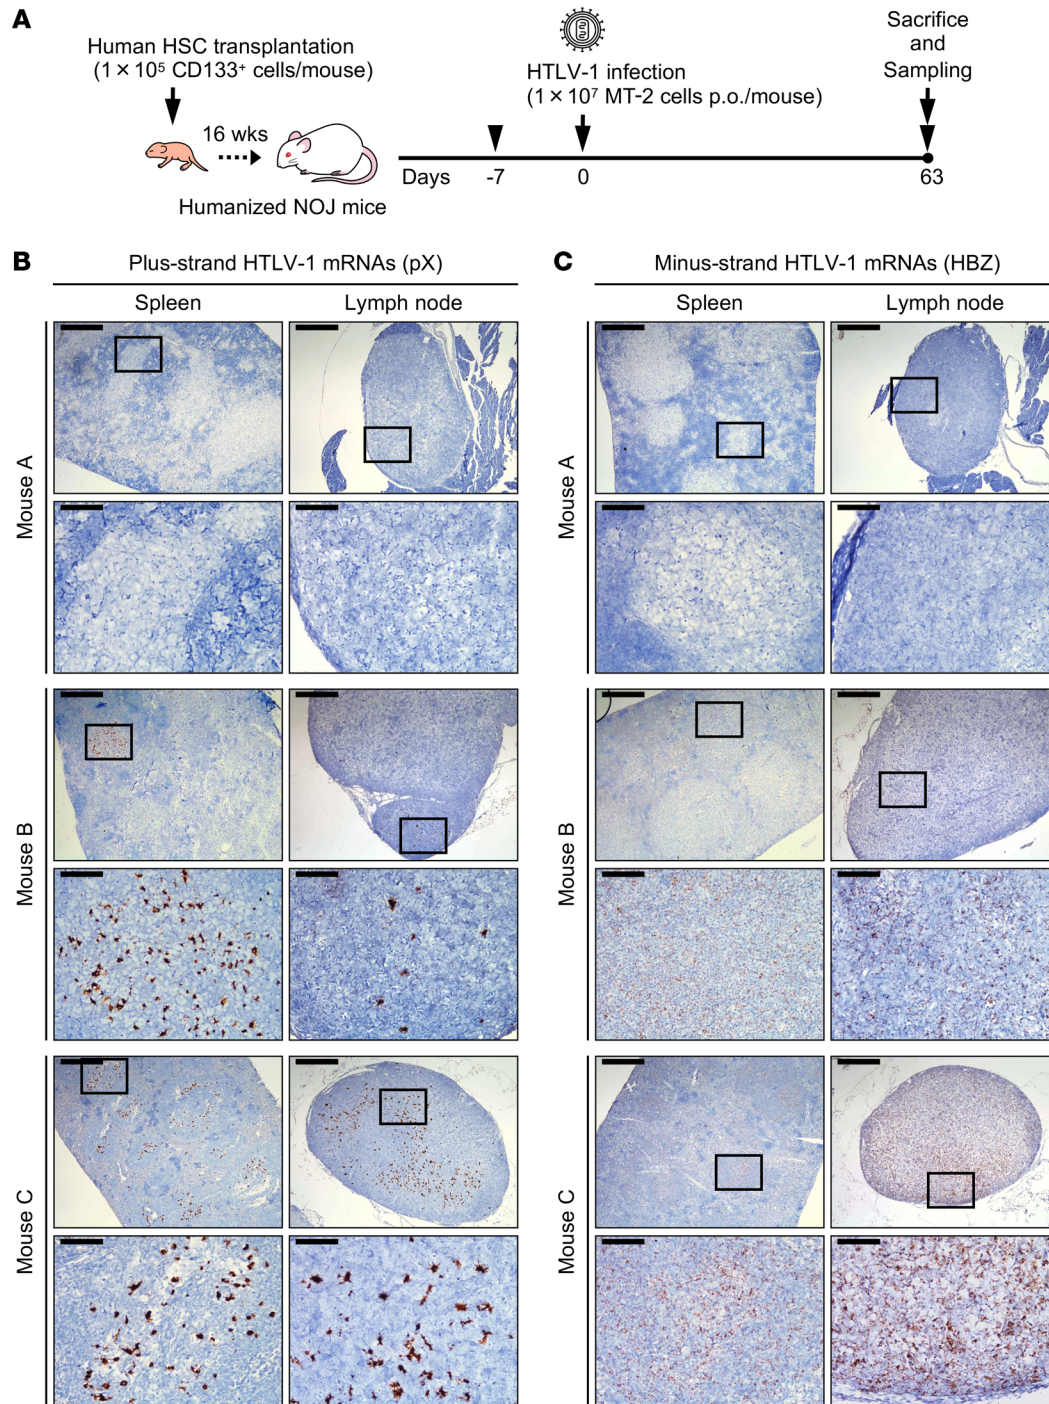 A
Human HSC transplantation
(1 × 10⁵ CD133⁺ cells/mouse)
16 wks
Humanized NOJ mice
HTLV-1 infection
(1 × 10⁷ MT-2 cells p.o./mouse)
Sacrifice
and
Sampling
Days -7 0 63
B
Plus-strand HTLV-1 mRNAs (pX)
Spleen Lymph node
Mouse A
Mouse B
Mouse C
C
Minus-strand HTLV-1 mRNAs (HBZ)
Spleen Lymph node
Mouse A
Mouse B
Mouse C